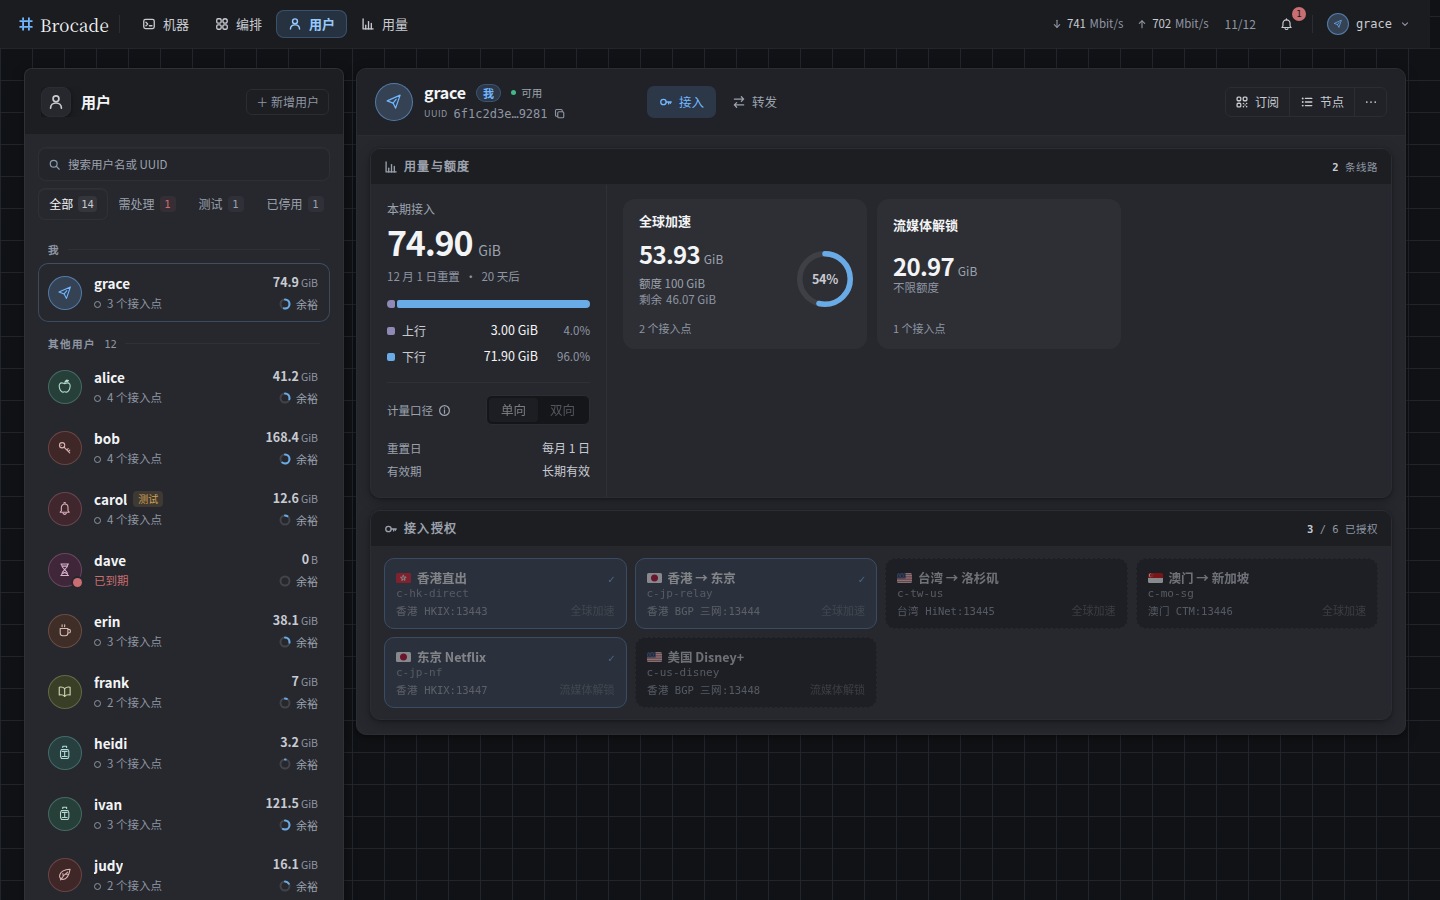 Brocade
机器
编排
用户
用量
741 Mbit/s
702 Mbit/s
11/12
1
grace
用户
新增用户
搜索用户名或 UUID
全部 14
需处理 1
测试 1
已停用 1
我
grace
74.9 GiB
3 个接入点
余裕
其他用户 12
alice
41.2 GiB
4 个接入点
余裕
bob
168.4 GiB
4 个接入点
余裕
carol 测试
12.6 GiB
4 个接入点
余裕
dave
0 B
已到期
余裕
erin
38.1 GiB
3 个接入点
余裕
frank
7 GiB
2 个接入点
余裕
heidi
3.2 GiB
3 个接入点
余裕
ivan
121.5 GiB
3 个接入点
余裕
judy
16.1 GiB
2 个接入点
余裕
grace 我 可用
UUID 6f1c2d3e…9281
接入
转发
订阅
节点
用量与额度
2 条线路
本期接入
74.90 GiB
12 月 1 日重置 • 20 天后
上行 3.00 GiB 4.0%
下行 71.90 GiB 96.0%
计量口径
单向 双向
重置日 每月 1 日
有效期 长期有效
全球加速
53.93 GiB
额度 100 GiB
剩余 46.07 GiB
54%
2 个接入点
流媒体解锁
20.97 GiB
不限额度
1 个接入点
接入授权
3 / 6 已授权
香港直出 ✓
c-hk-direct
香港 HKIX:13443 全球加速
香港 → 东京 ✓
c-jp-relay
香港 BGP 三网:13444 全球加速
台湾 → 洛杉矶
c-tw-us
台湾 HiNet:13445 全球加速
澳门 → 新加坡
c-mo-sg
澳门 CTM:13446 全球加速
东京 Netflix ✓
c-jp-nf
香港 HKIX:13447 流媒体解锁
美国 Disney+
c-us-disney
香港 BGP 三网:13448 流媒体解锁